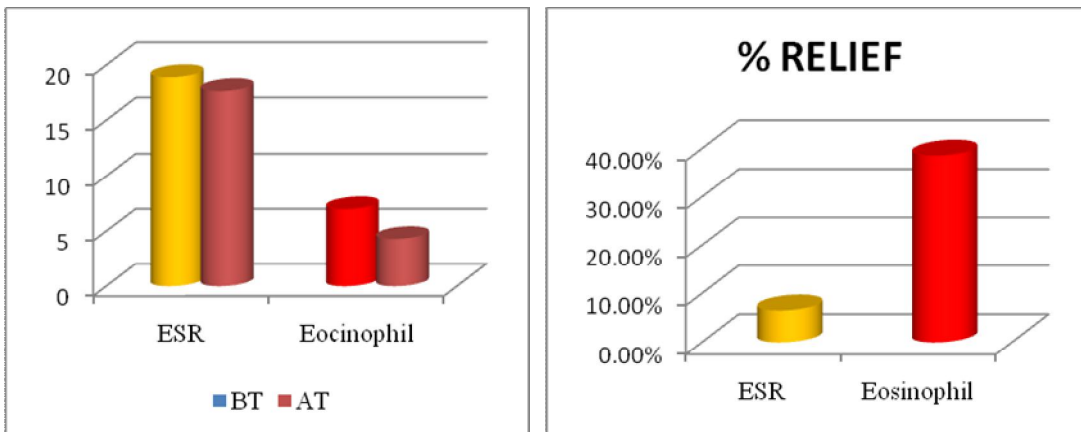 20
15
10
5
0
ESR Eocinophil
BT AT
% RELIEF
40.00%
30.00%
20.00%
10.00%
0.00%
ESR Eosinophil